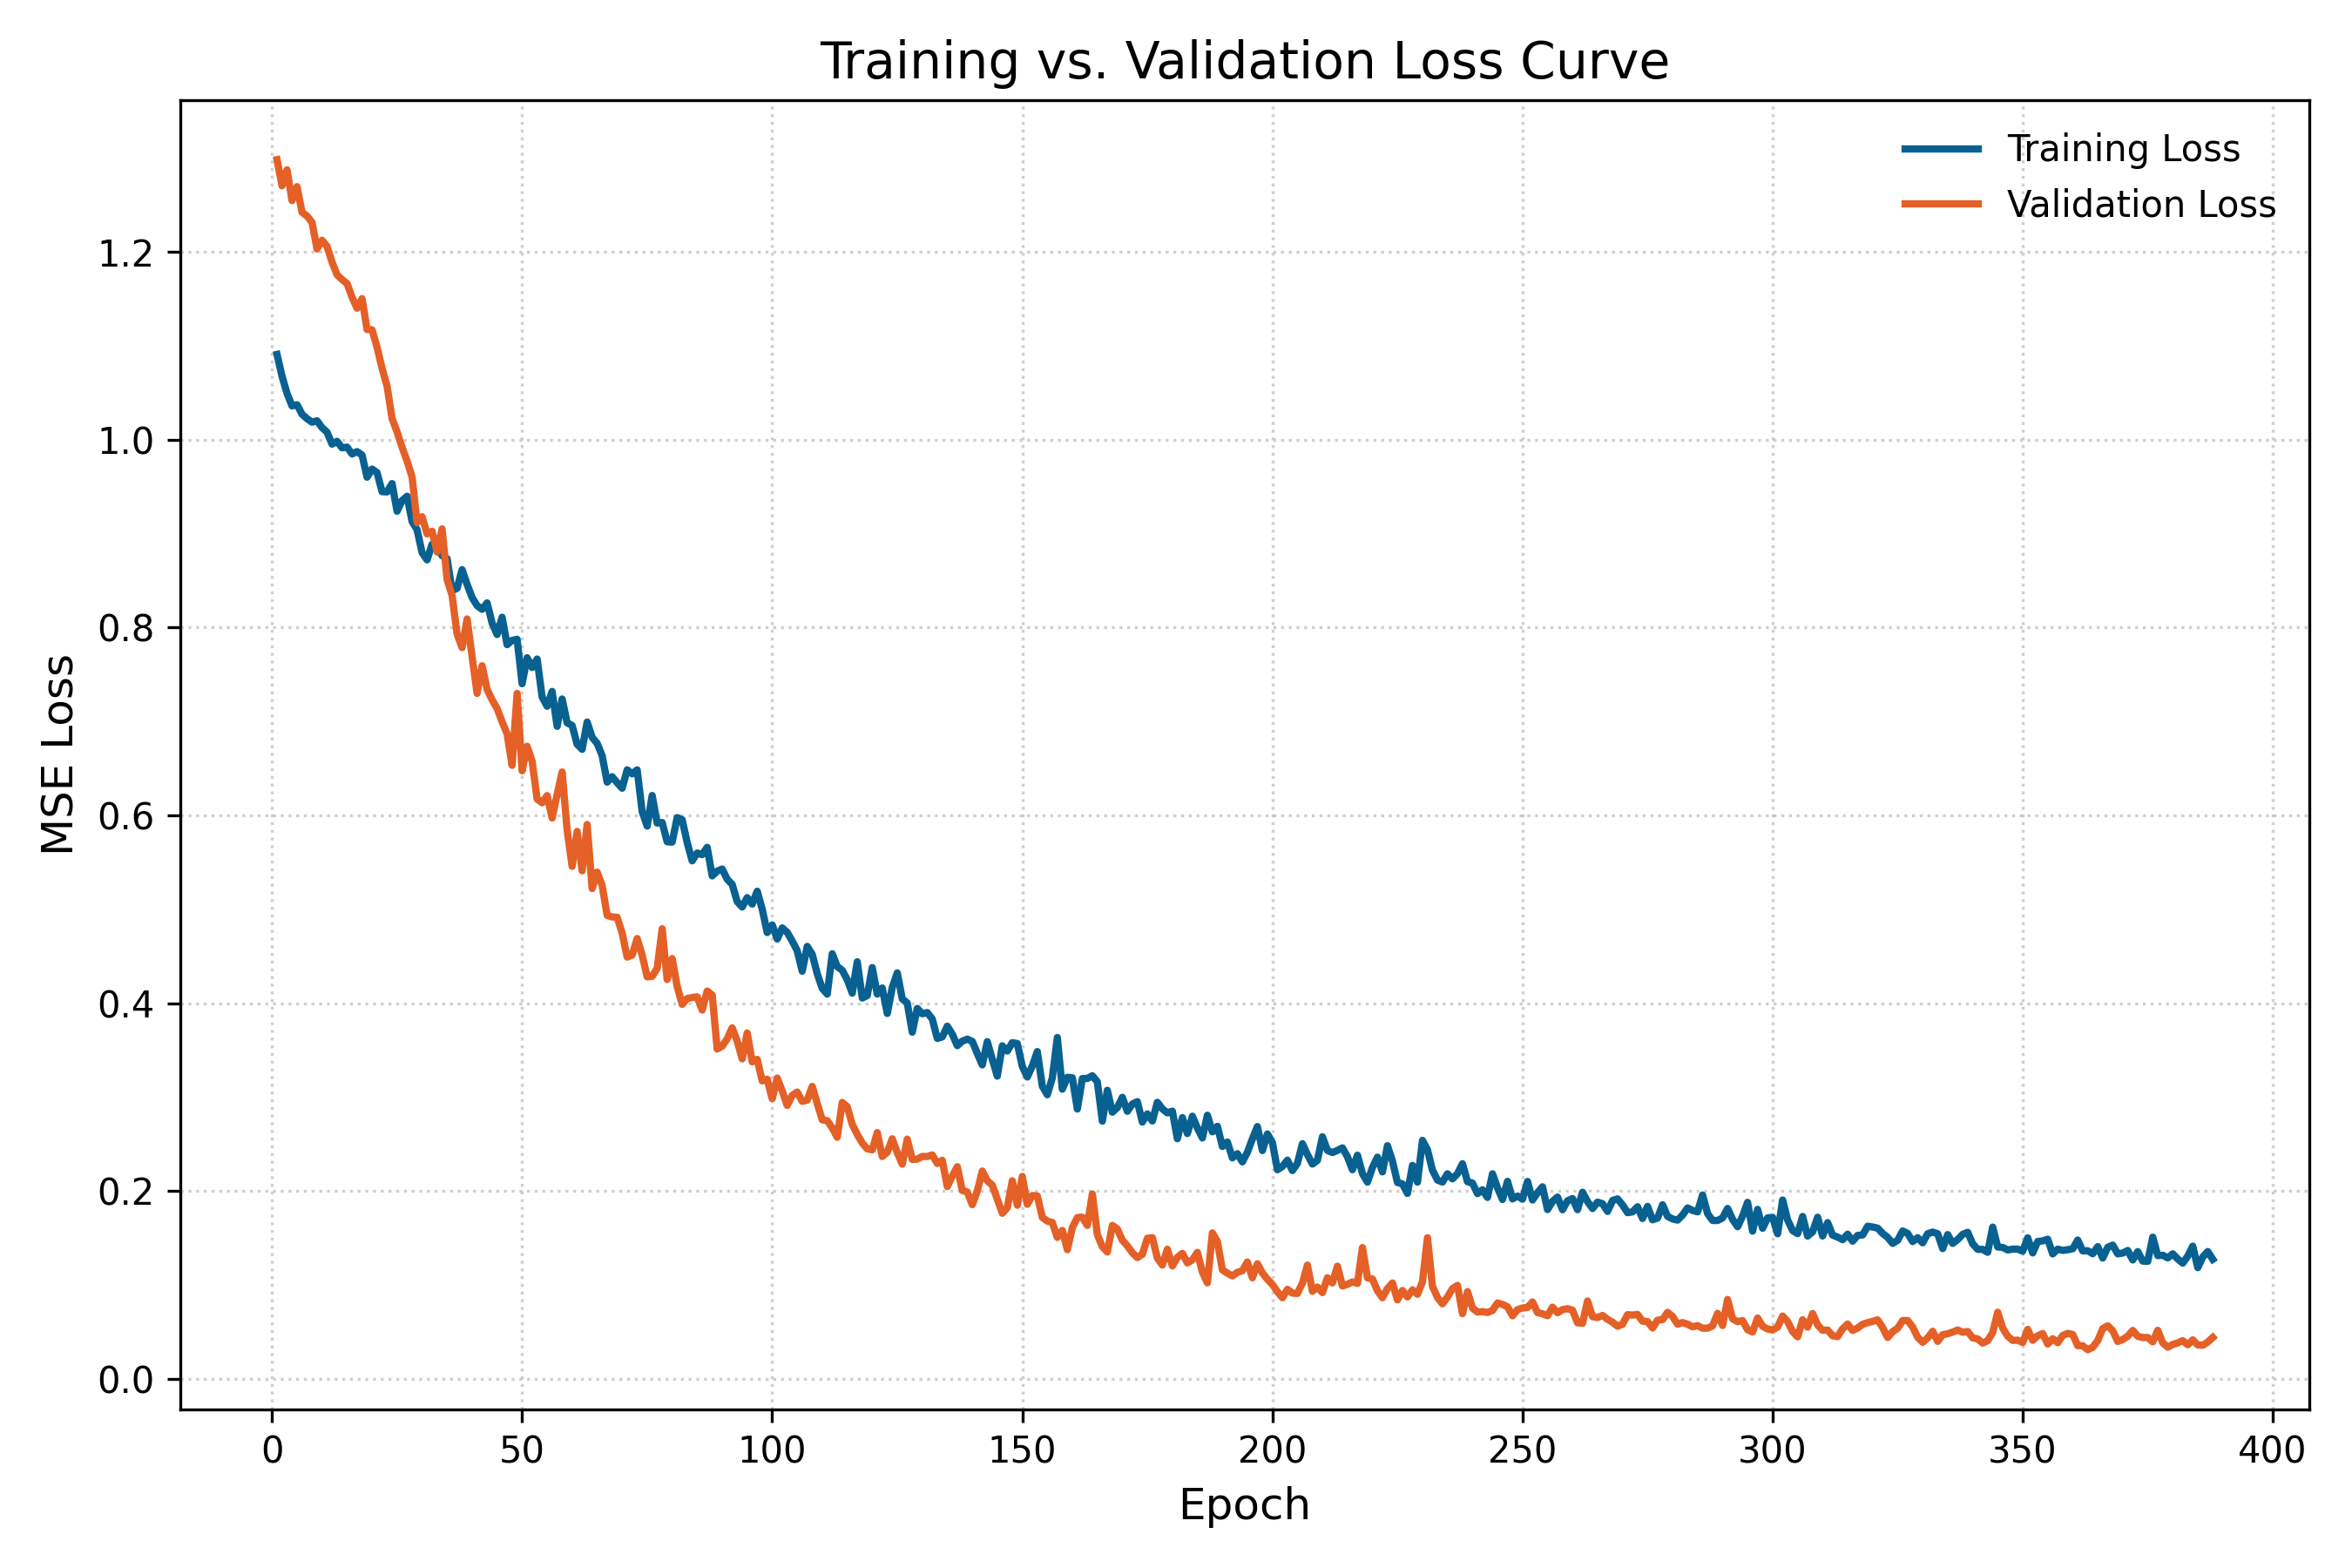 Training vs. Validation Loss Curve
Training Loss
Validation Loss
MSE Loss
1.2
1.0
0.8
0.6
0.4
0.2
0.0
0 50 100 150 200 250 300 350 400
Epoch